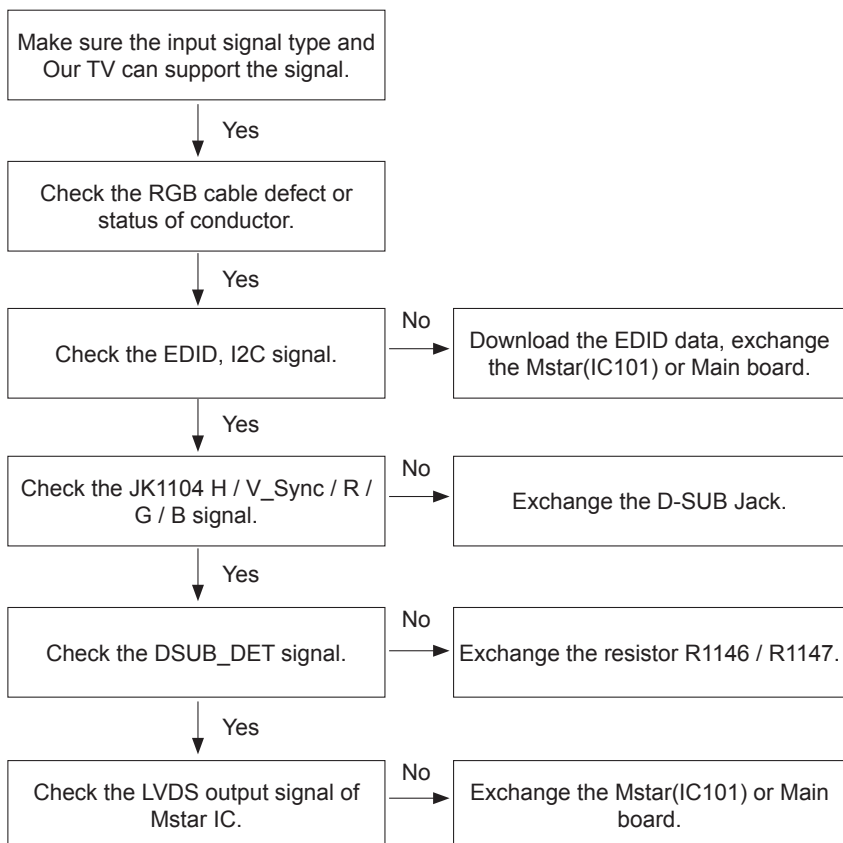 Make sure the input signal type and
Our TV can support the signal.
Yes
Check the RGB cable defect or
status of conductor.
Yes
Check the EDID, I2C signal.
No
Download the EDID data, exchange
the Mstar(IC101) or Main board.
Yes
Check the JK1104 H / V_Sync / R /
G / B signal.
No
Exchange the D-SUB Jack.
Yes
Check the DSUB_DET signal.
No
Exchange the resistor R1146 / R1147.
Yes
Check the LVDS output signal of
Mstar IC.
No
Exchange the Mstar(IC101) or Main
board.